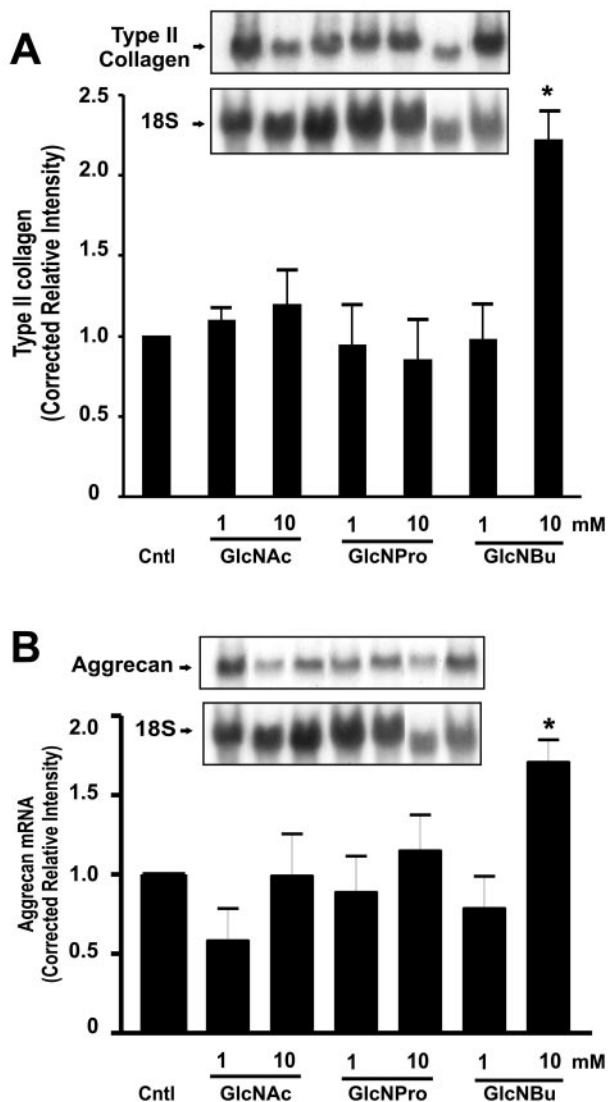 A
Type II
Collagen
18S
*
2.5
2.0
1.2
1.0
0.5
0
Type II collagen
(Corrected Relative Intensity)
1 10 1 10 1 10 mM
Cntl GlcNAc GlcNPro GlcNBu
B
Aggrecan
18S
*
2.0
1.5
1.0
0.5
0
Aggrecan mRNA
(Corrected Relative Intensity)
1 10 1 10 1 10 mM
Cntl GlcNAc GlcNPro GlcNBu